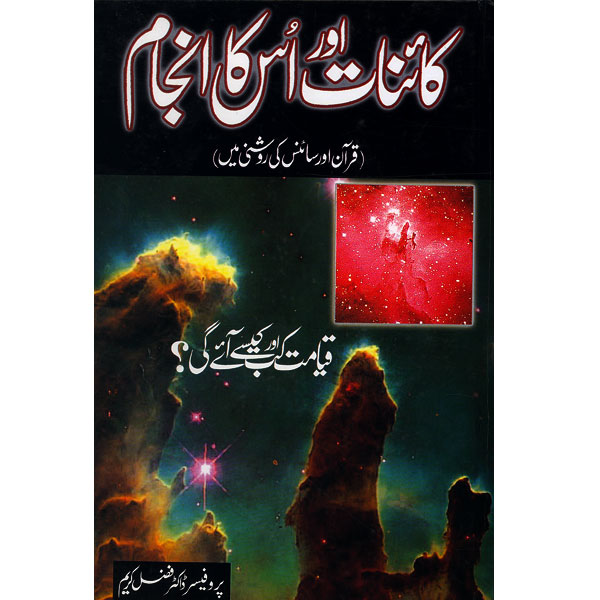 کائنات اور اُس کا انجام
(قرآن اور سائنس کی روشنی میں)
قیامت کب اور کیسے آئے گی؟
پروفیسر ڈاکٹر فضل کریم